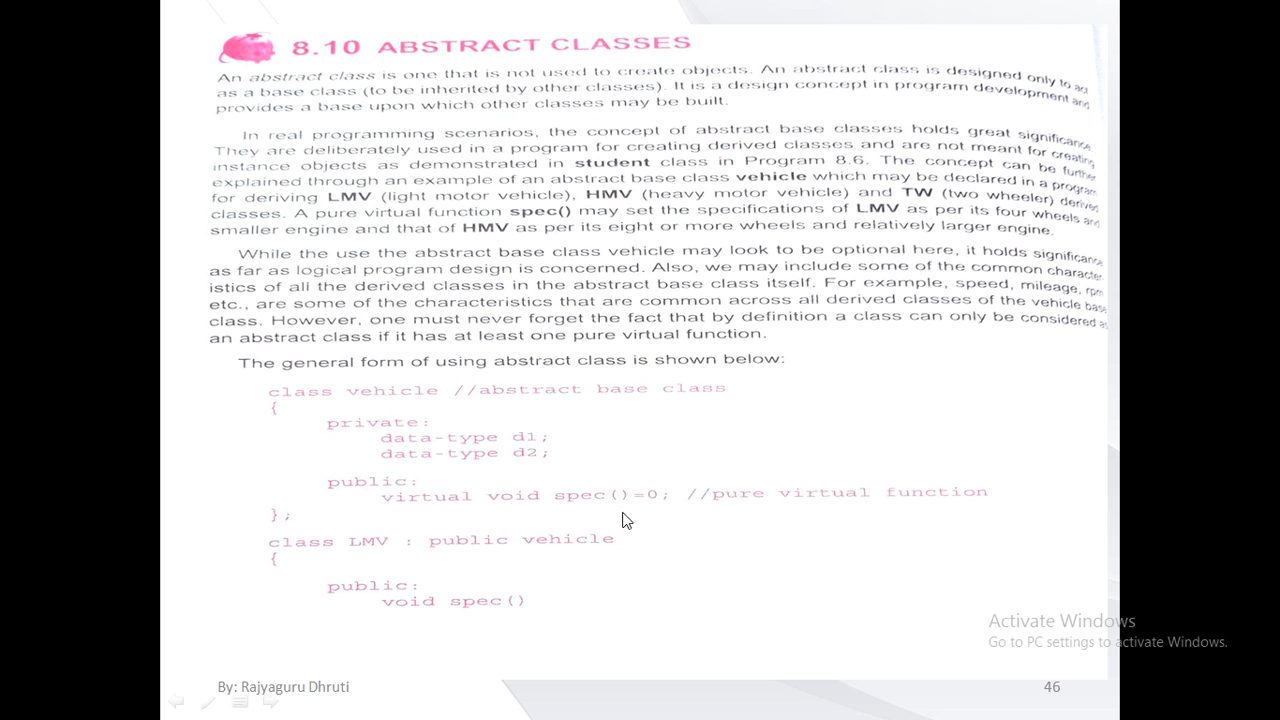 8.10 ABSTRACT CLASSES
An abstract class is one that is not used to create objects. An abstract class is designed only to act
as a base class (to be inherited by other classes). It is a design concept in program development and
provides a base upon which other classes may be built.
In real programming scenarios, the concept of abstract base classes holds great significance.
They are deliberately used in a program for creating derived classes and are not meant for creating
instance objects as demonstrated in student class in Program 8.6. The concept can be further
explained through an example of an abstract base class vehicle which may be declared in a program
for deriving LMV (light motor vehicle), HMV (heavy motor vehicle) and TW (two wheeler) derived
classes. A pure virtual function spec() may set the specifications of LMV as per its four wheels and
smaller engine and that of HMV as per its eight or more wheels and relatively larger engine.
While the use the abstract base class vehicle may look to be optional here, it holds significance
as far as logical program design is concerned. Also, we may include some of the common character-
istics of all the derived classes in the abstract base class itself. For example, speed, mileage, rpm
etc., are some of the characteristics that are common across all derived classes of the vehicle base
class. However, one must never forget the fact that by definition a class can only be considered as
an abstract class if it has at least one pure virtual function.
The general form of using abstract class is shown below:
class vehicle //abstract base class
{
private:
data-type d1;
data-type d2;
public:
virtual void spec()=0; //pure virtual function
};
class LMV : public vehicle
{
public:
void spec()
Activate Windows
Go to PC settings to activate Windows.
By: Rajyaguru Dhruti
46